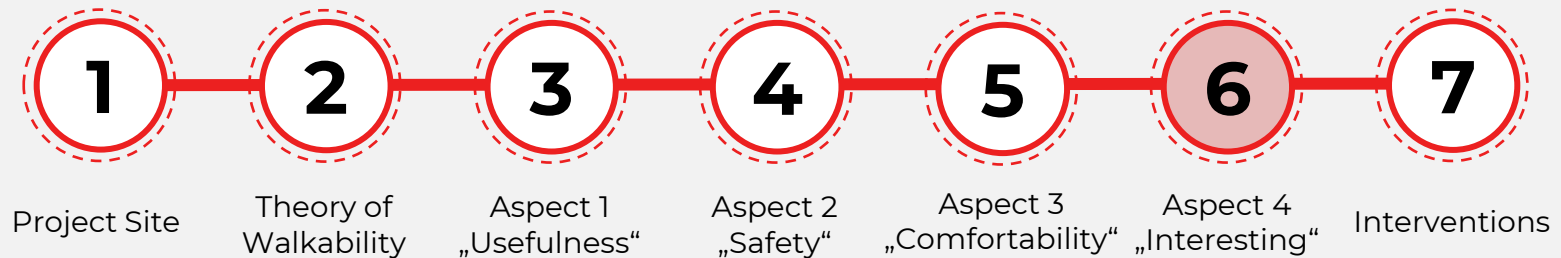 1
2
3
4
5
6
7
Project Site
Theory of
Walkability
Aspect 1
„Usefulness“
Aspect 2
„Safety“
Aspect 3
„Comfortability“
Aspect 4
„Interesting“
Interventions